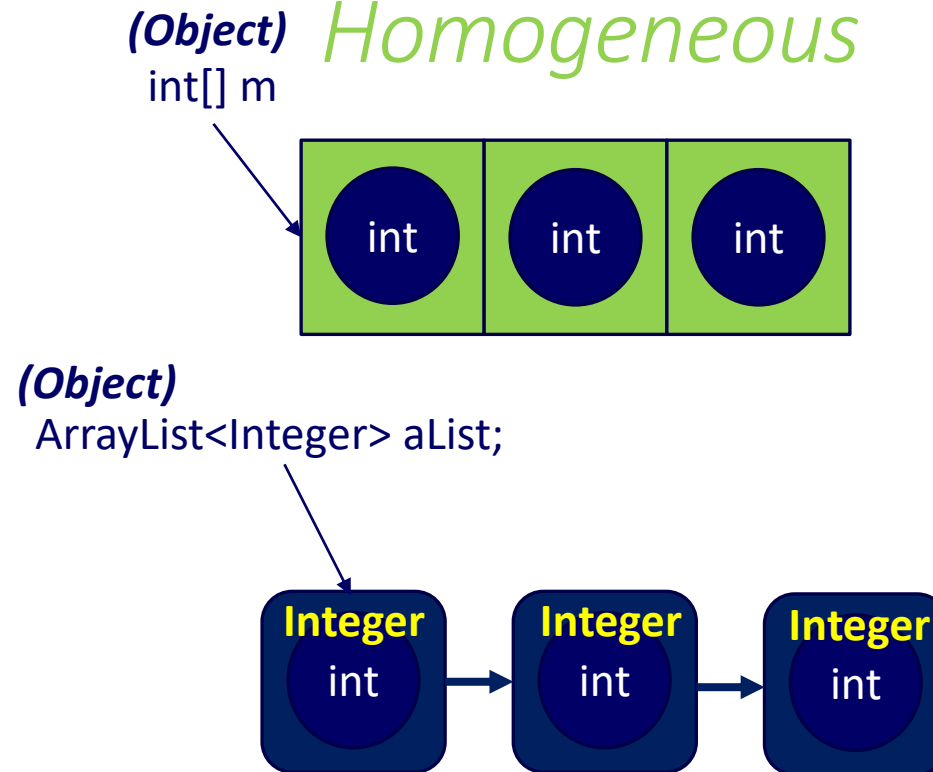 (Object) Homogeneous
int[] m
int int int
(Object)
ArrayList<Integer> aList;
Integer Integer Integer
int int int